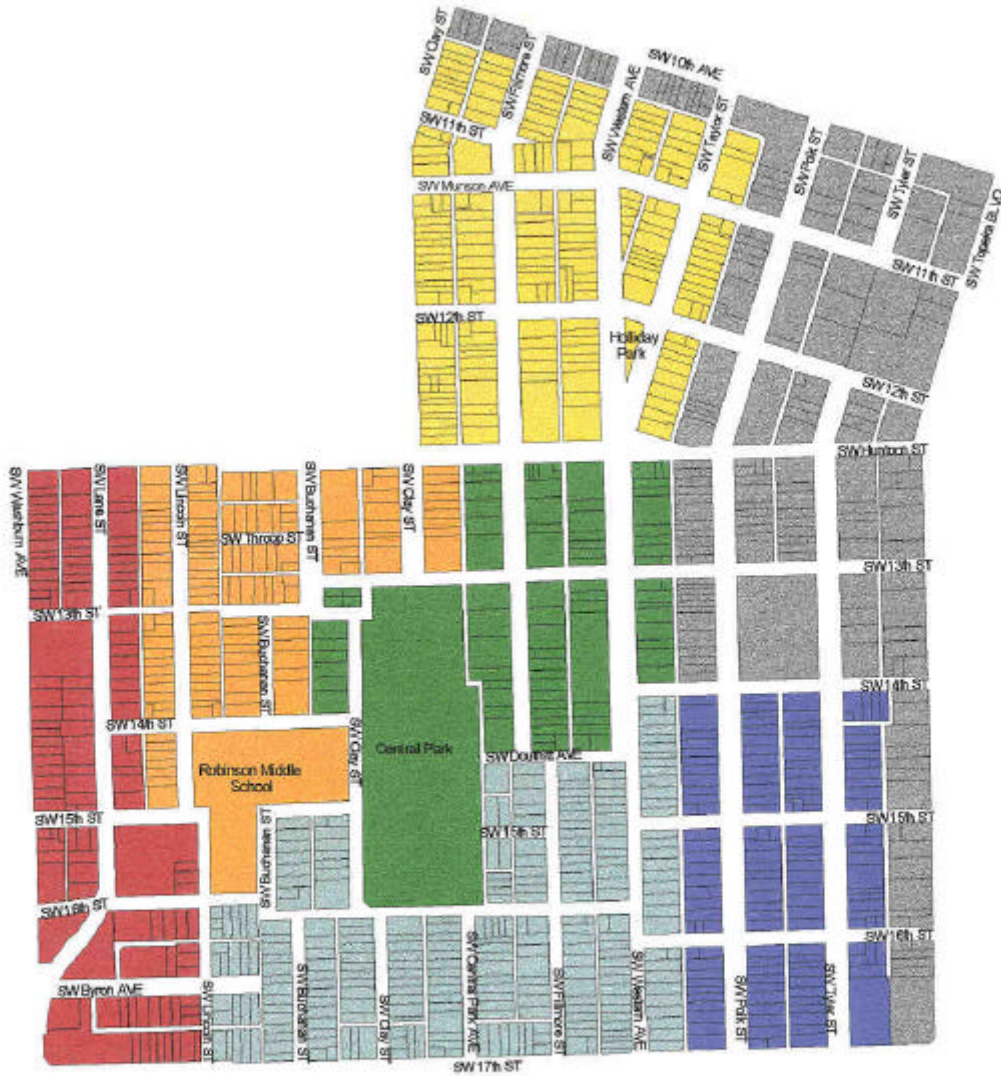 SW Clay ST
SW Fillmore ST
SW 10th AVE
SW Western AVE
SW Taylor ST
SW Polk ST
SW Tyler ST
SW Topeka BLVD
SW 11th ST
SW Munson AVE
SW 11th ST
SW 12th ST
Holliday
Park
SW 12th ST
SW Huntoon ST
SW Washburn AVE
SW Lane ST
SW Lincoln ST
SW Buchanan ST
SW Clay ST
SW Throop ST
SW 13th ST
SW 13th ST
SW Buchanan ST
SW 14th ST
SW 14th ST
SW Clay ST
Central Park
SW Douthitt AVE
Robinson Middle
School
SW 15th ST
SW Buchanan ST
SW 15th ST
SW 15th ST
SW 16th ST
SW 16th ST
SW Byron AVE
SW Lincoln ST
SW Buchanan ST
SW Clay ST
SW Central Park AVE
SW Fillmore ST
SW Western AVE
SW Polk ST
SW Tyler ST
SW 17th ST